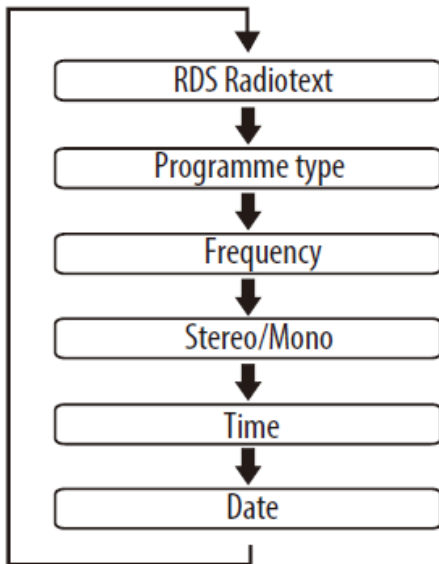 RDS Radiotext
Programme type
Frequency
Stereo/Mono
Time
Date